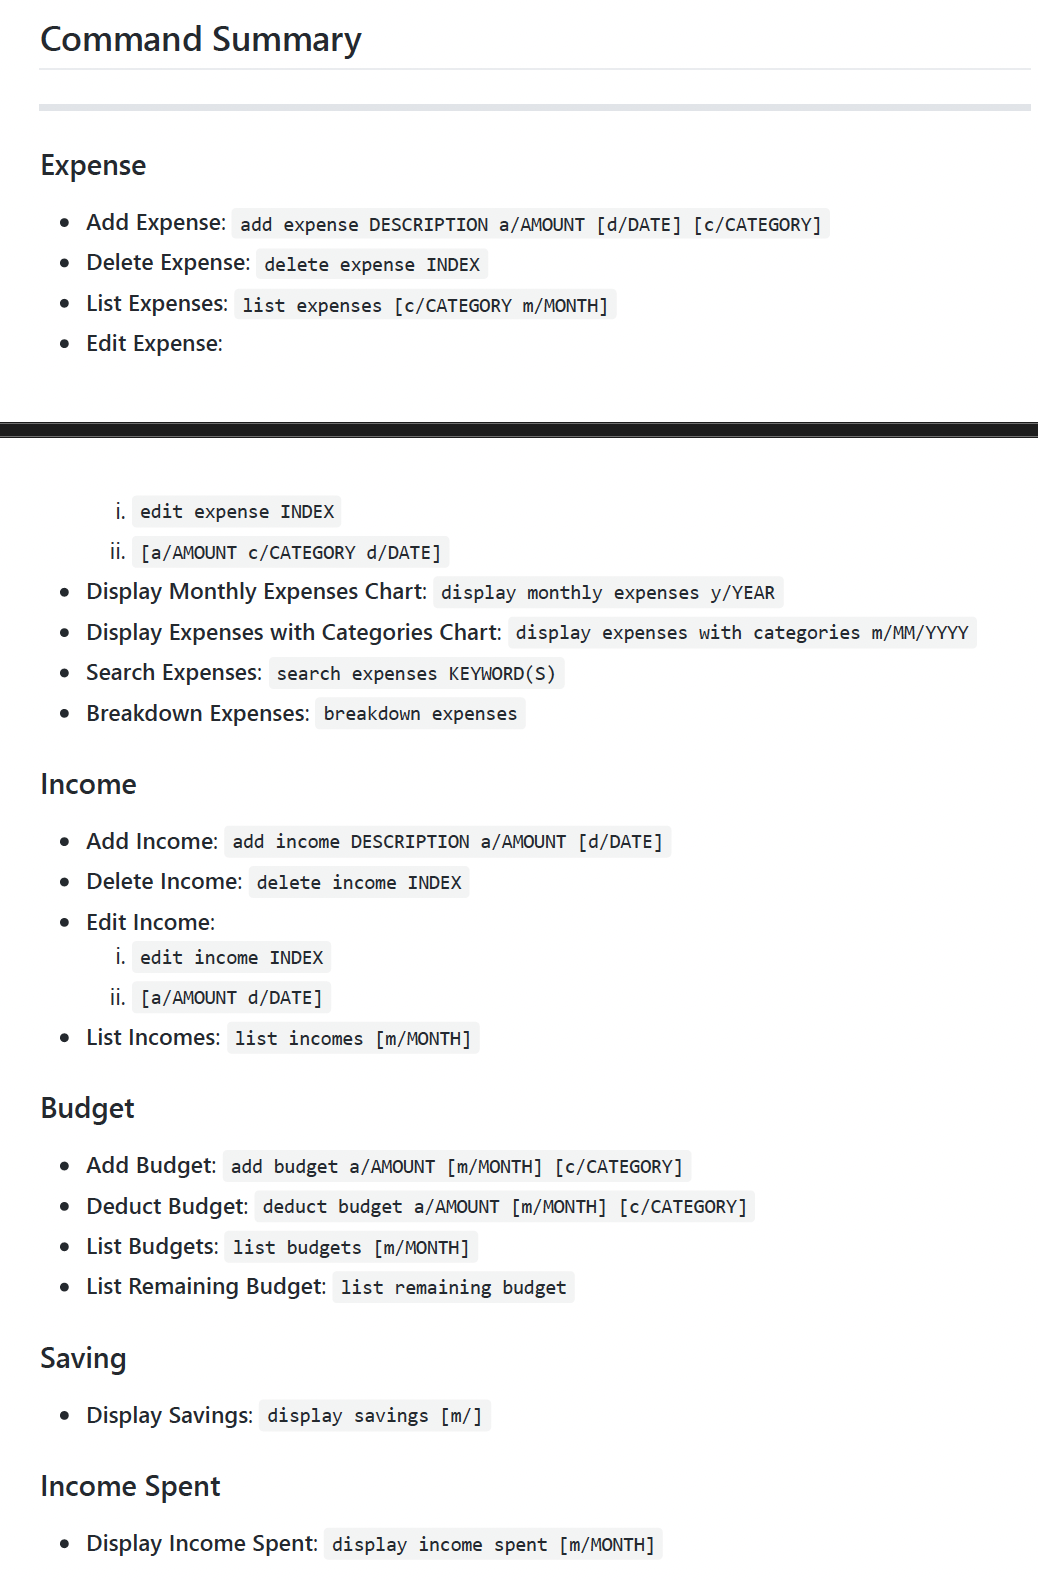 Command Summary
Expense
• Add Expense: add expense DESCRIPTION a/AMOUNT [d/DATE] [c/CATEGORY]
• Delete Expense: delete expense INDEX
• List Expenses: list expenses [c/CATEGORY m/MONTH]
• Edit Expense:
i. edit expense INDEX
ii. [a/AMOUNT c/CATEGORY d/DATE]
• Display Monthly Expenses Chart: display monthly expenses y/YEAR
• Display Expenses with Categories Chart: display expenses with categories m/MM/YYYY
• Search Expenses: search expenses KEYWORD(S)
• Breakdown Expenses: breakdown expenses
Income
• Add Income: add income DESCRIPTION a/AMOUNT [d/DATE]
• Delete Income: delete income INDEX
• Edit Income:
i. edit income INDEX
ii. [a/AMOUNT d/DATE]
• List Incomes: list incomes [m/MONTH]
Budget
• Add Budget: add budget a/AMOUNT [m/MONTH] [c/CATEGORY]
• Deduct Budget: deduct budget a/AMOUNT [m/MONTH] [c/CATEGORY]
• List Budgets: list budgets [m/MONTH]
• List Remaining Budget: list remaining budget
Saving
• Display Savings: display savings [m/]
Income Spent
• Display Income Spent: display income spent [m/MONTH]